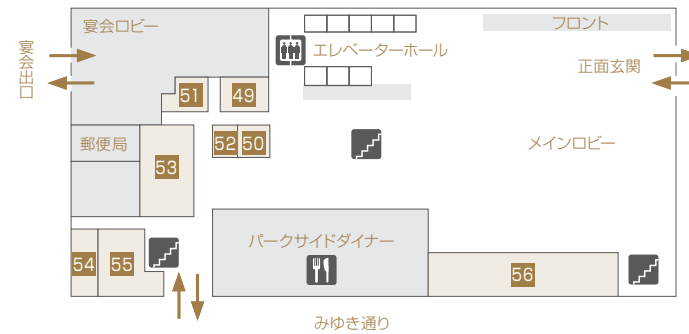 宴会ロビー
フロント
エレベーターホール
宴会出口
正面玄関
51
49
郵便局
52
50
メインロビー
53
パークサイドダイナー
54
55
56
みゆき通り